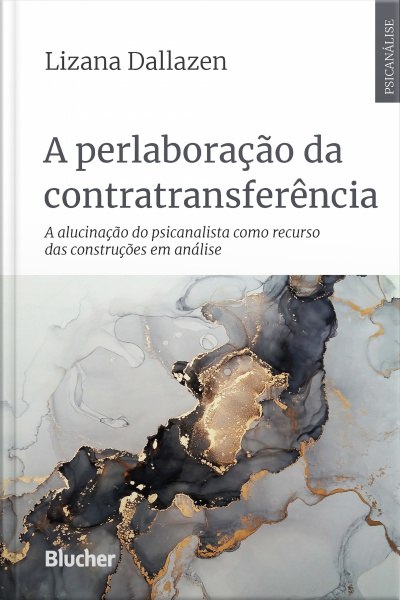 Lizana Dallazen
PSICANÁLISE
A perlaboração da
contratransferência
A alucinação do psicanalista como recurso
das construções em análise
Blucher